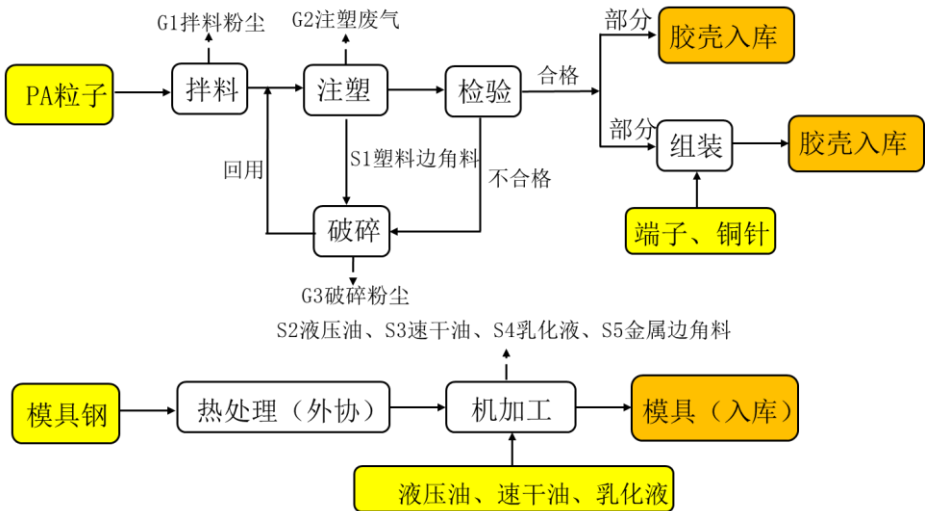 G1拌料粉尘
G2注塑废气
部分
胶壳入库
PA粒子
拌料
注塑
检验
合格
部分
组装
胶壳入库
回用
S1塑料边角料
不合格
破碎
端子、铜针
G3破碎粉尘
S2液压油、S3速干油、S4乳化液、S5金属边角料
模具钢
热处理（外协）
机加工
模具（入库）
液压油、速干油、乳化液